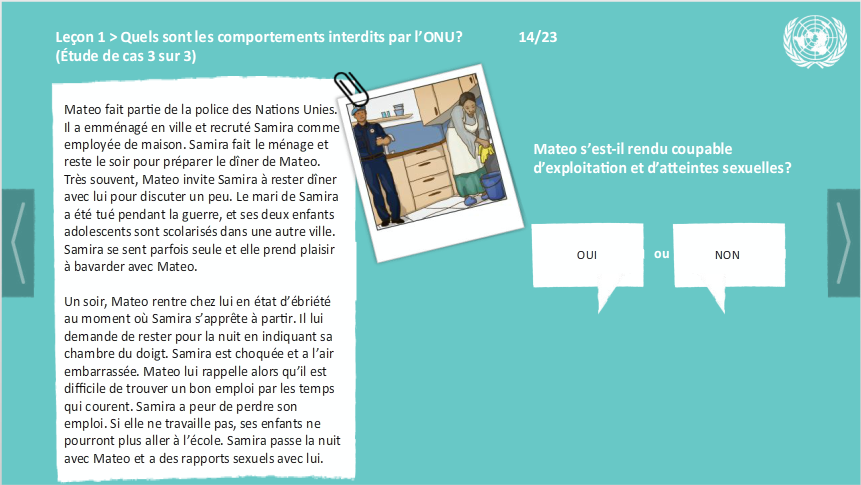 Leçon 1 > Quels sont les comportements interdits par l’ONU?
(Étude de cas 3 sur 3)
14/23
Mateo fait partie de la police des Nations Unies.
Il a emménagé en ville et recruté Samira comme
employée de maison. Samira fait le ménage et
reste le soir pour préparer le dîner de Mateo.
Très souvent, Mateo invite Samira à rester dîner
avec lui pour discuter un peu. Le mari de Samira
a été tué pendant la guerre, et ses deux enfants
adolescents sont scolarisés dans une autre ville.
Samira se sent parfois seule et elle prend plaisir
à bavarder avec Mateo.
Un soir, Mateo rentre chez lui en état d’ébriété
au moment où Samira s’apprête à partir. Il lui
demande de rester pour la nuit en indiquant sa
chambre du doigt. Samira est choquée et a l’air
embarrassée. Mateo lui rappelle alors qu’il est
difficile de trouver un bon emploi par les temps
qui courent. Samira a peur de perdre son
emploi. Si elle ne travaille pas, ses enfants ne
pourront plus aller à l’école. Samira passe la nuit
avec Mateo et a des rapports sexuels avec lui.
Mateo s’est-il rendu coupable
d’exploitation et d’atteintes sexuelles?
OUI
ou
NON